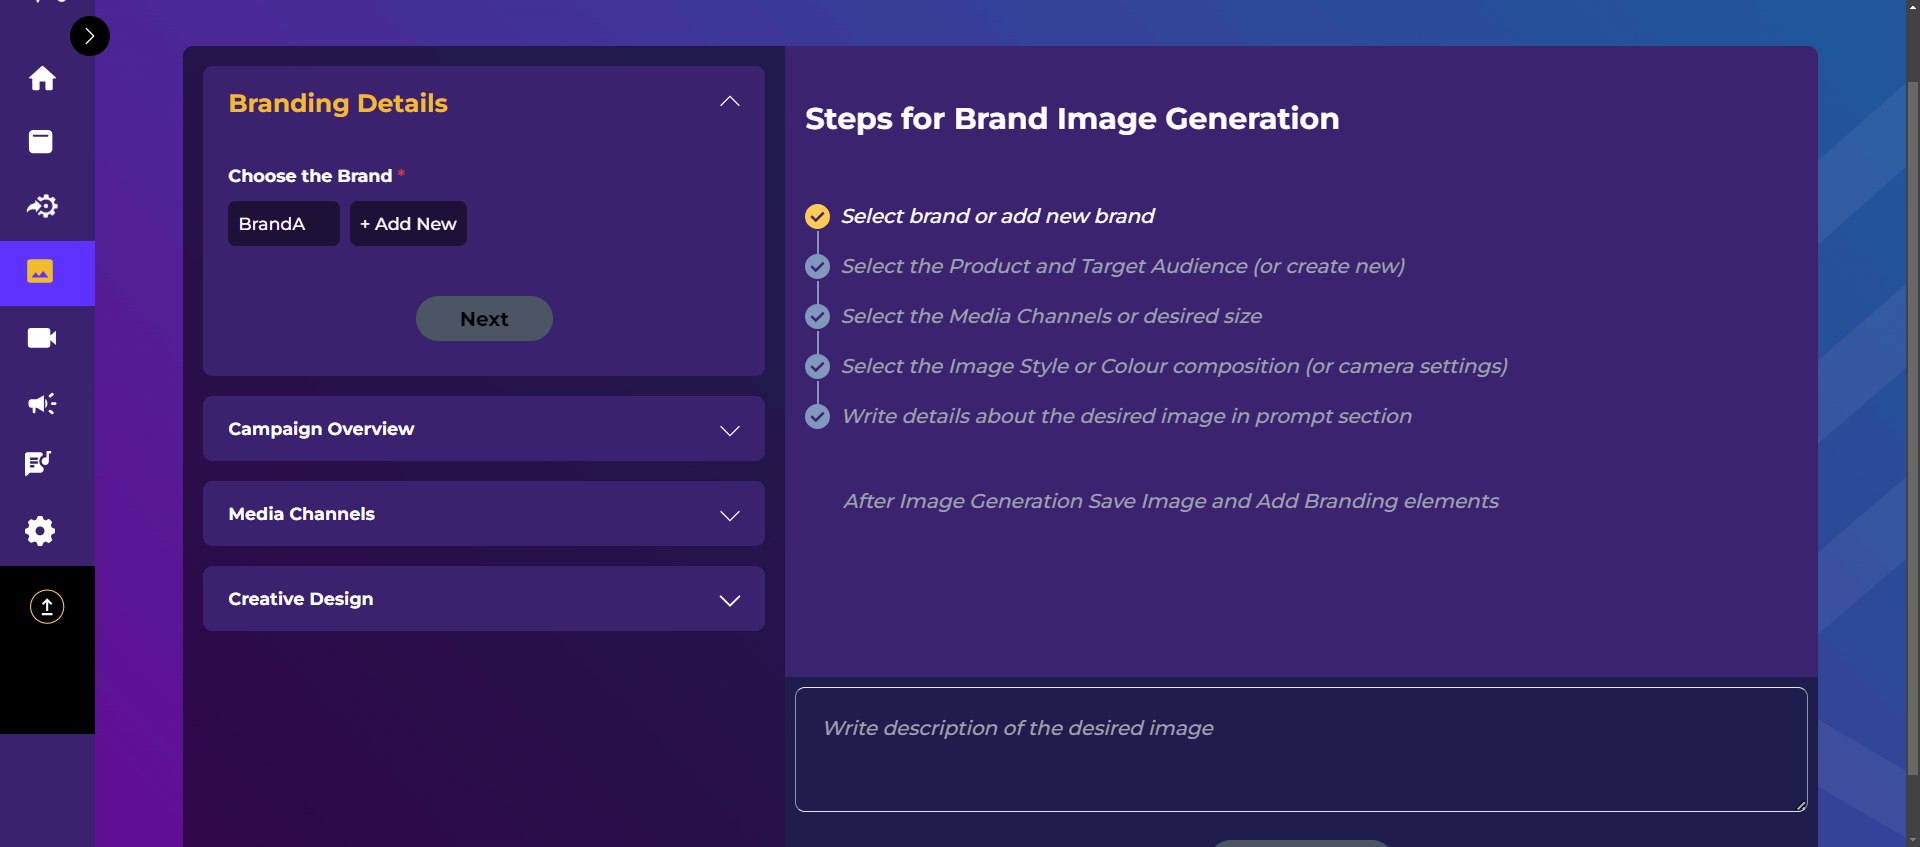 Branding Details
Choose the Brand *
BrandA
+ Add New
Next
Campaign Overview
Media Channels
Creative Design
Steps for Brand Image Generation
Select brand or add new brand
Select the Product and Target Audience (or create new)
Select the Media Channels or desired size
Select the Image Style or Colour composition (or camera settings)
Write details about the desired image in prompt section
After Image Generation Save Image and Add Branding elements
Write description of the desired image